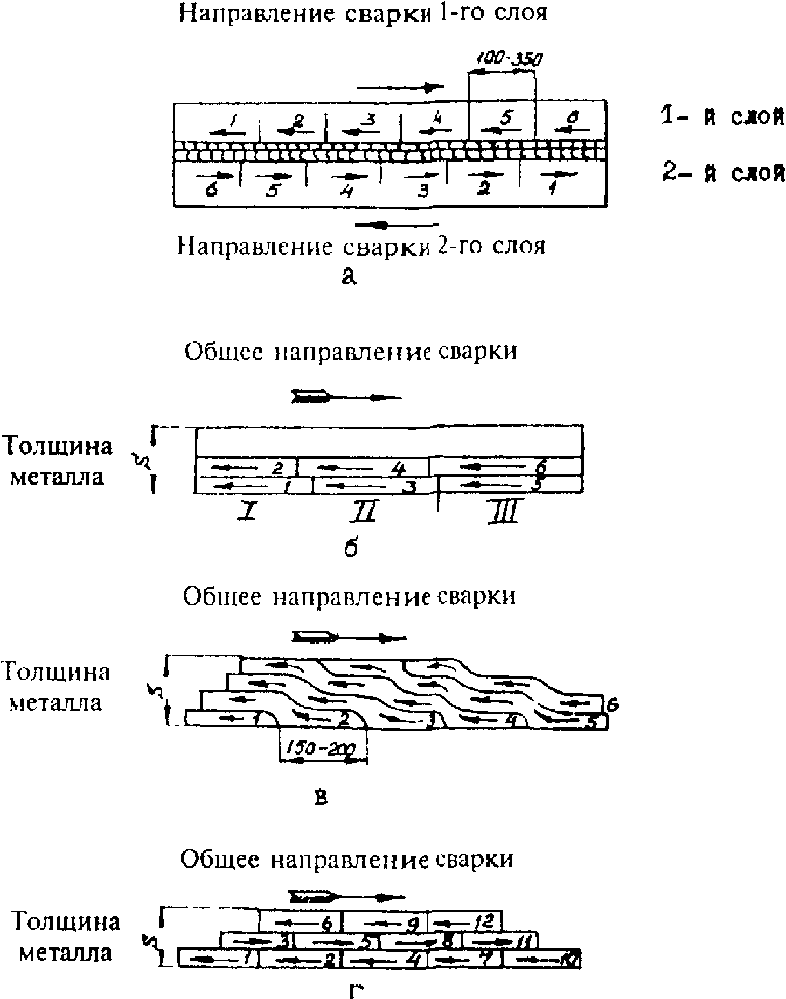 Направление сварки 1-го слоя
100-350
1 2 3 4 5 6
1-й слой
2-й слой
6 5 4 3 2 1
Направление сварки 2-го слоя
а
Общее направление сварки
Толщина
металла
S
2 4 6
1 3 5
I II III
б
Общее направление сварки
Толщина
металла
S
6
1 2 3 4 5
150-200
в
Общее направление сварки
Толщина
металла
S
6 9 12
3 5 8 11
1 2 4 7 10
г